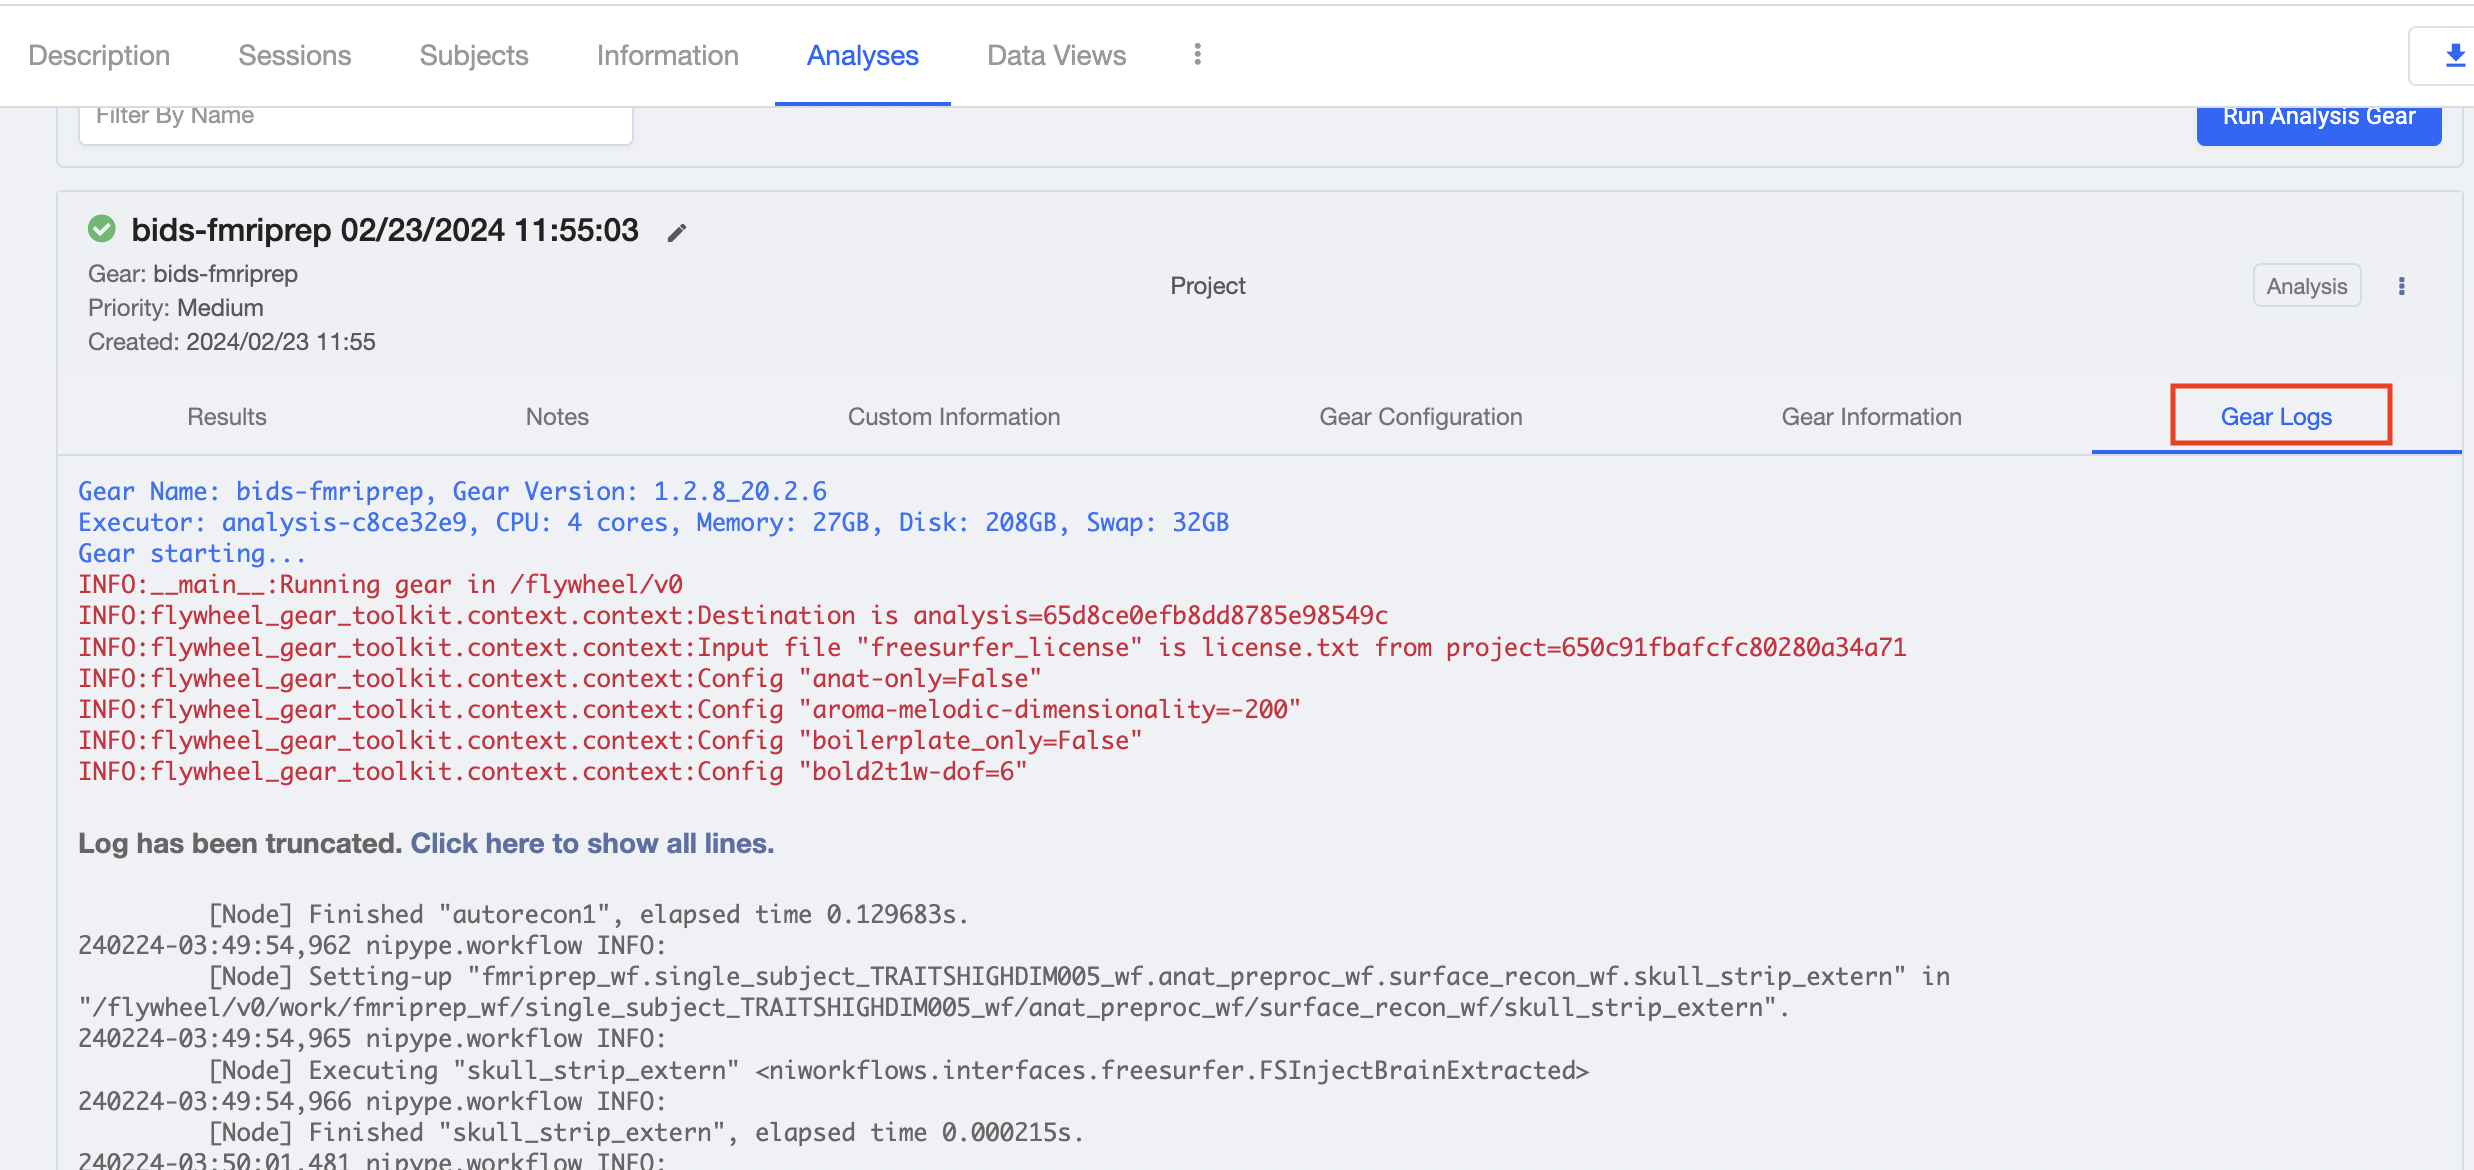 Description Sessions Subjects Information Analyses Data Views
Filter By Name
Run Analysis Gear
bids-fmriprep 02/23/2024 11:55:03
Gear: bids-fmriprep
Priority: Medium
Created: 2024/02/23 11:55
Project
Analysis
Results Notes Custom Information Gear Configuration Gear Information Gear Logs
Gear Name: bids-fmriprep, Gear Version: 1.2.8_20.2.6
Executor: analysis-c8ce32e9, CPU: 4 cores, Memory: 27GB, Disk: 208GB, Swap: 32GB
Gear starting...
INFO:__main__:Running gear in /flywheel/v0
INFO:flywheel_gear_toolkit.context.context:Destination is analysis=65d8ce0efb8dd8785e98549c
INFO:flywheel_gear_toolkit.context.context:Input file "freesurfer_license" is license.txt from project=650c91fbafcfc80280a34a71
INFO:flywheel_gear_toolkit.context.context:Config "anat-only=False"
INFO:flywheel_gear_toolkit.context.context:Config "aroma-melodic-dimensionality=-200"
INFO:flywheel_gear_toolkit.context.context:Config "boilerplate_only=False"
INFO:flywheel_gear_toolkit.context.context:Config "bold2t1w-dof=6"
Log has been truncated. Click here to show all lines.
[Node] Finished "autorecon1", elapsed time 0.129683s.
240224-03:49:54,962 nipype.workflow INFO:
[Node] Setting-up "fmriprep_wf.single_subject_TRAITSHIGHDIM005_wf.anat_preproc_wf.surface_recon_wf.skull_strip_extern" in
"/flywheel/v0/work/fmriprep_wf/single_subject_TRAITSHIGHDIM005_wf/anat_preproc_wf/surface_recon_wf/skull_strip_extern".
240224-03:49:54,965 nipype.workflow INFO:
[Node] Executing "skull_strip_extern" <niworkflows.interfaces.freesurfer.FSInjectBrainExtracted>
240224-03:49:54,966 nipype.workflow INFO:
[Node] Finished "skull_strip_extern", elapsed time 0.000215s.
240224-03:50:01,481 nipype.workflow INFO: